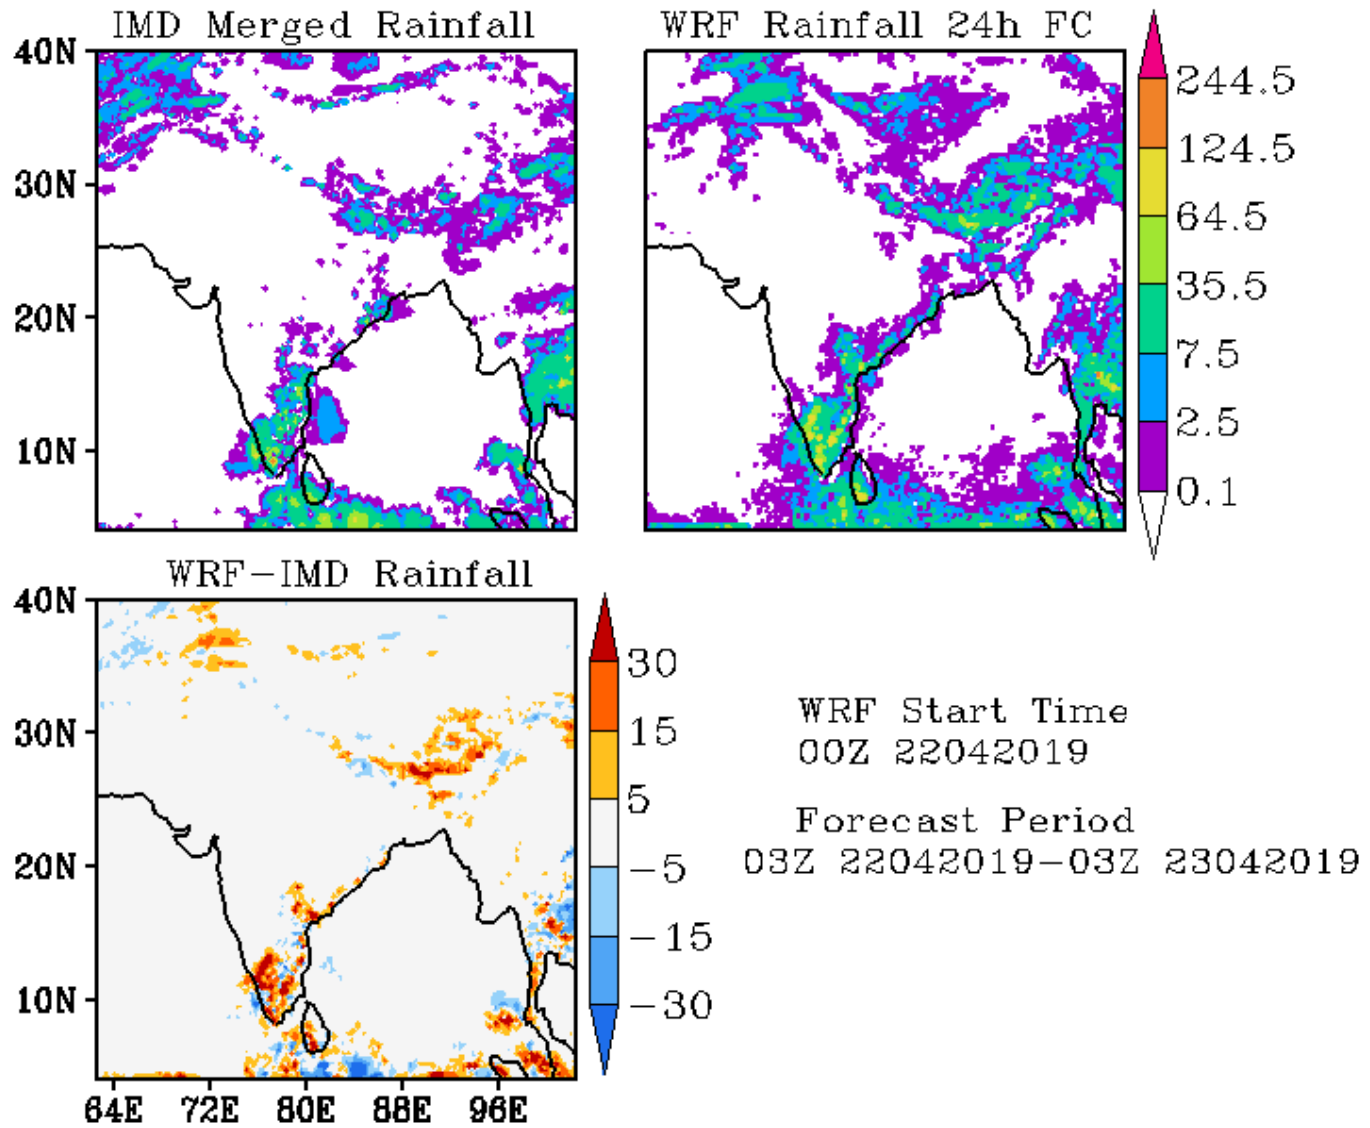 IMD Merged Rainfall
WRF Rainfall 24h FC
40N
30N
20N
10N
244.5
124.5
64.5
35.5
7.5
2.5
0.1
WRF-IMD Rainfall
40N
30N
20N
10N
64E 72E 80E 88E 96E
30
15
5
-5
-15
-30
WRF Start Time
00Z 22042019
Forecast Period
03Z 22042019-03Z 23042019